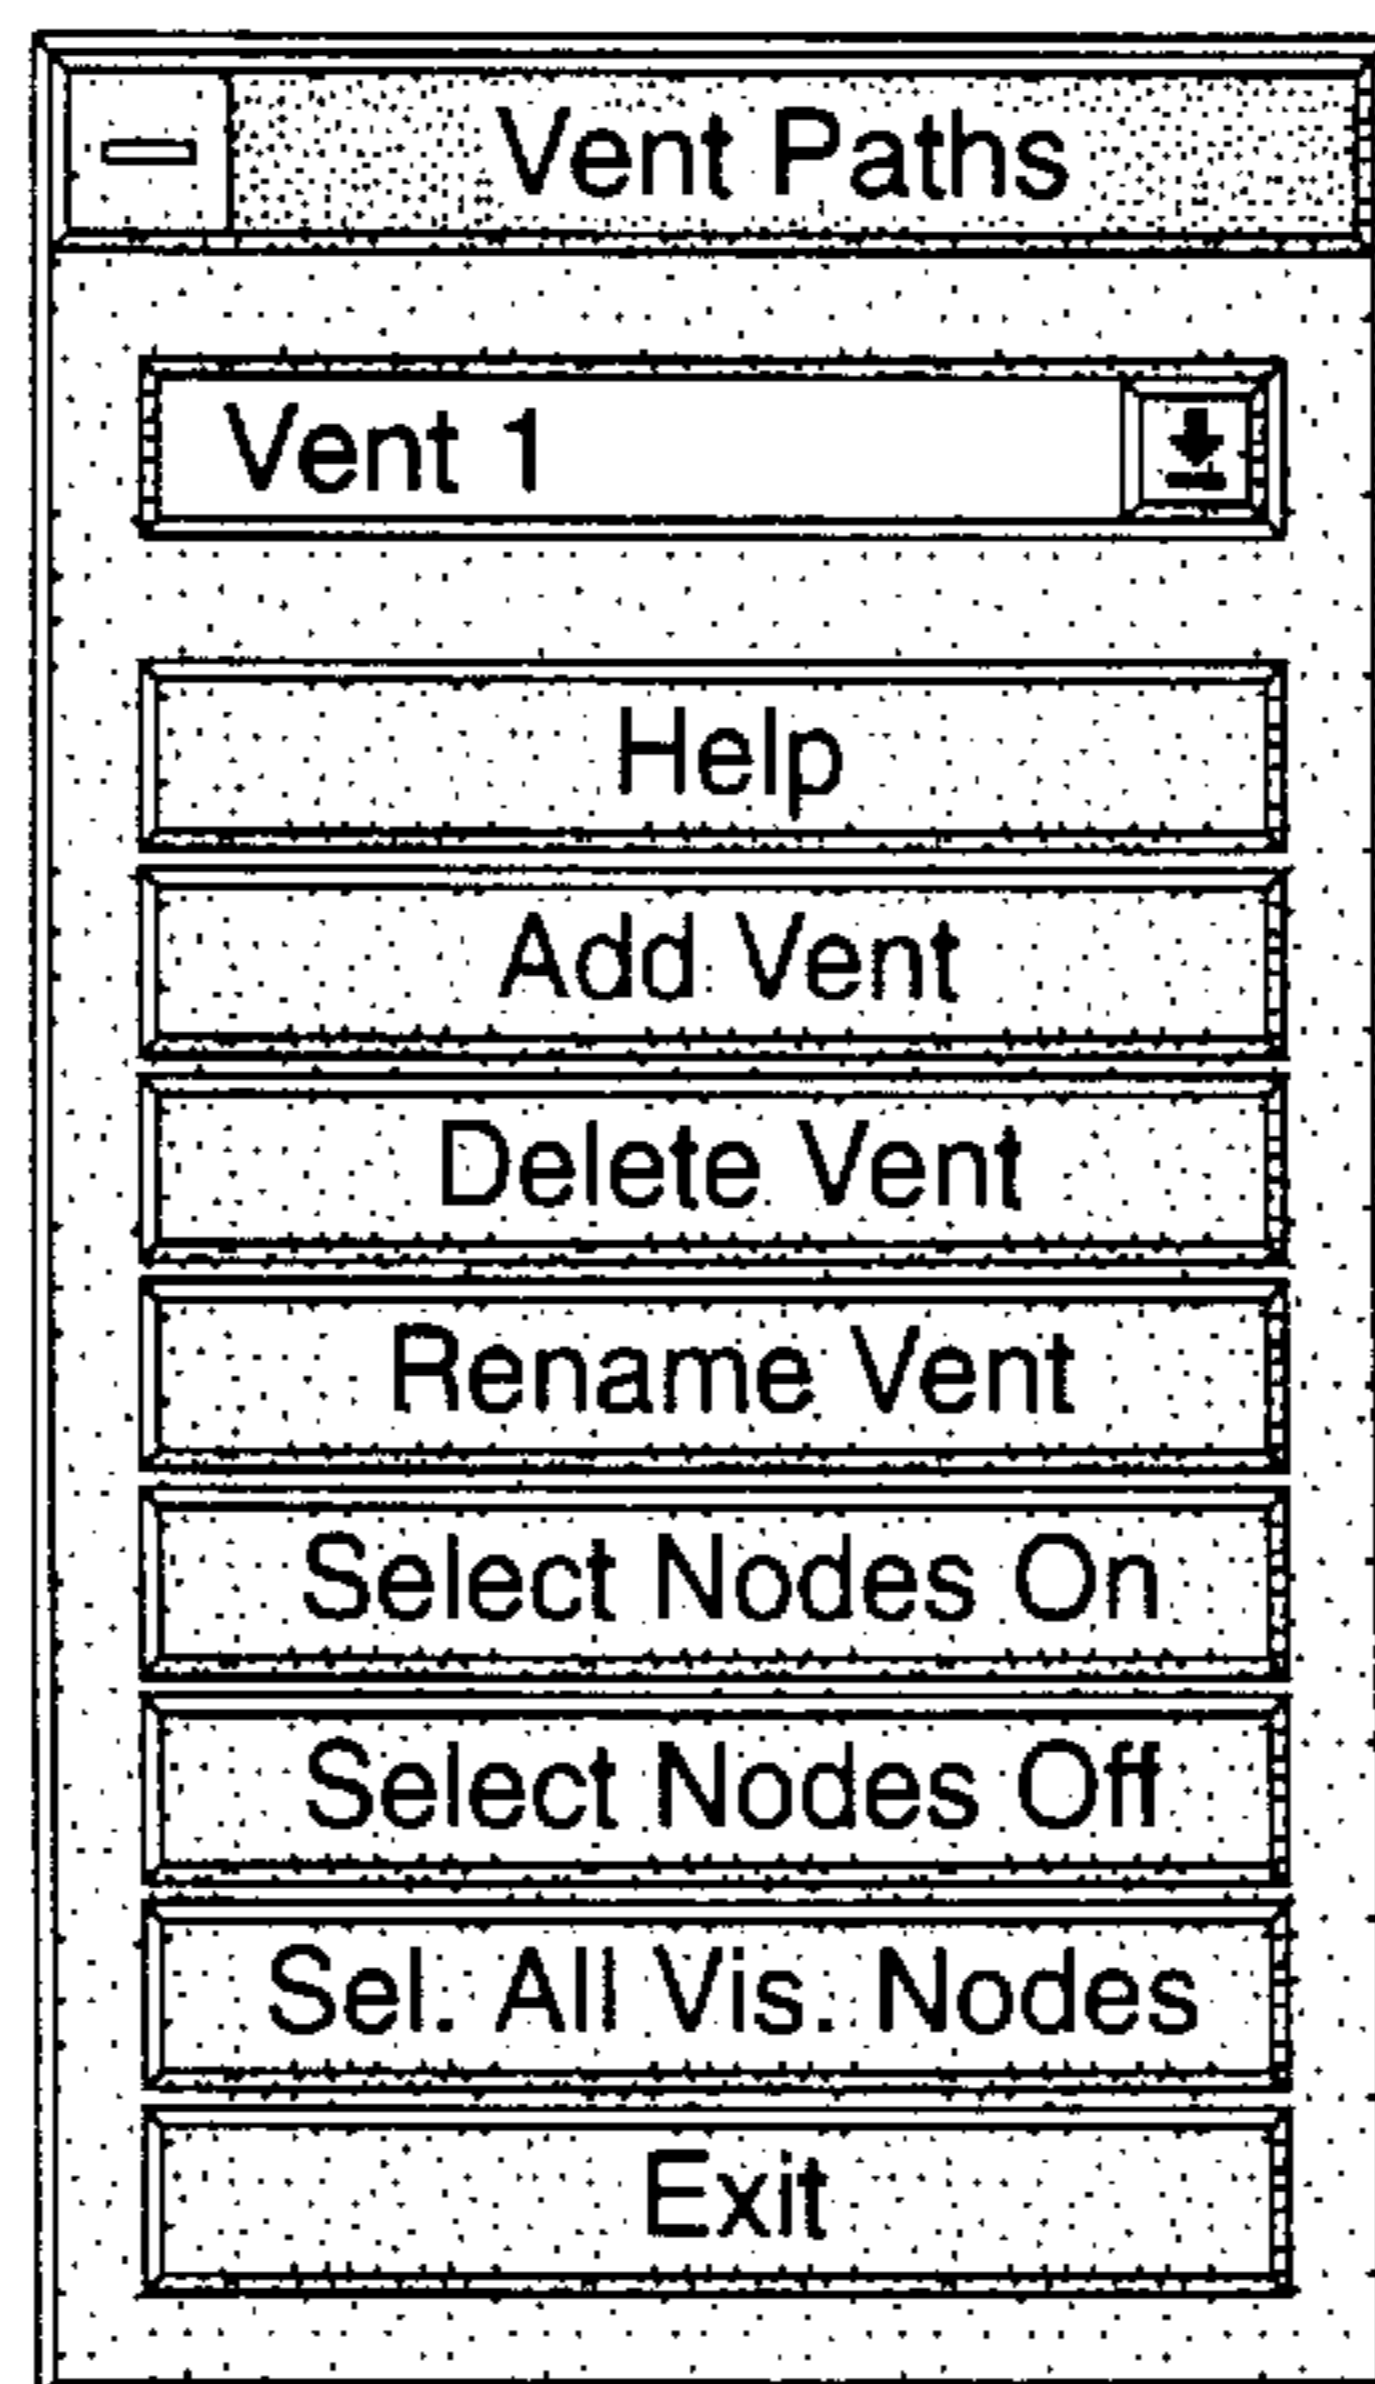 Vent Paths
Vent 1
Help
Add Vent
Delete Vent
Rename Vent
Select Nodes On
Select Nodes Off
Sel. All Vis. Nodes
Exit